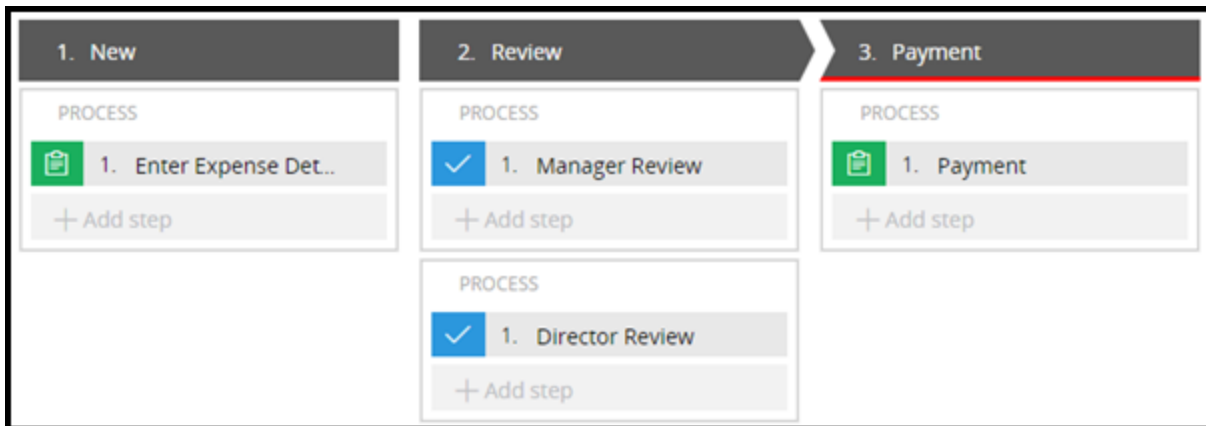 1. New
PROCESS
1. Enter Expense Det...
+ Add step
2. Review
PROCESS
1. Manager Review
+ Add step
PROCESS
1. Director Review
+ Add step
3. Payment
PROCESS
1. Payment
+ Add step